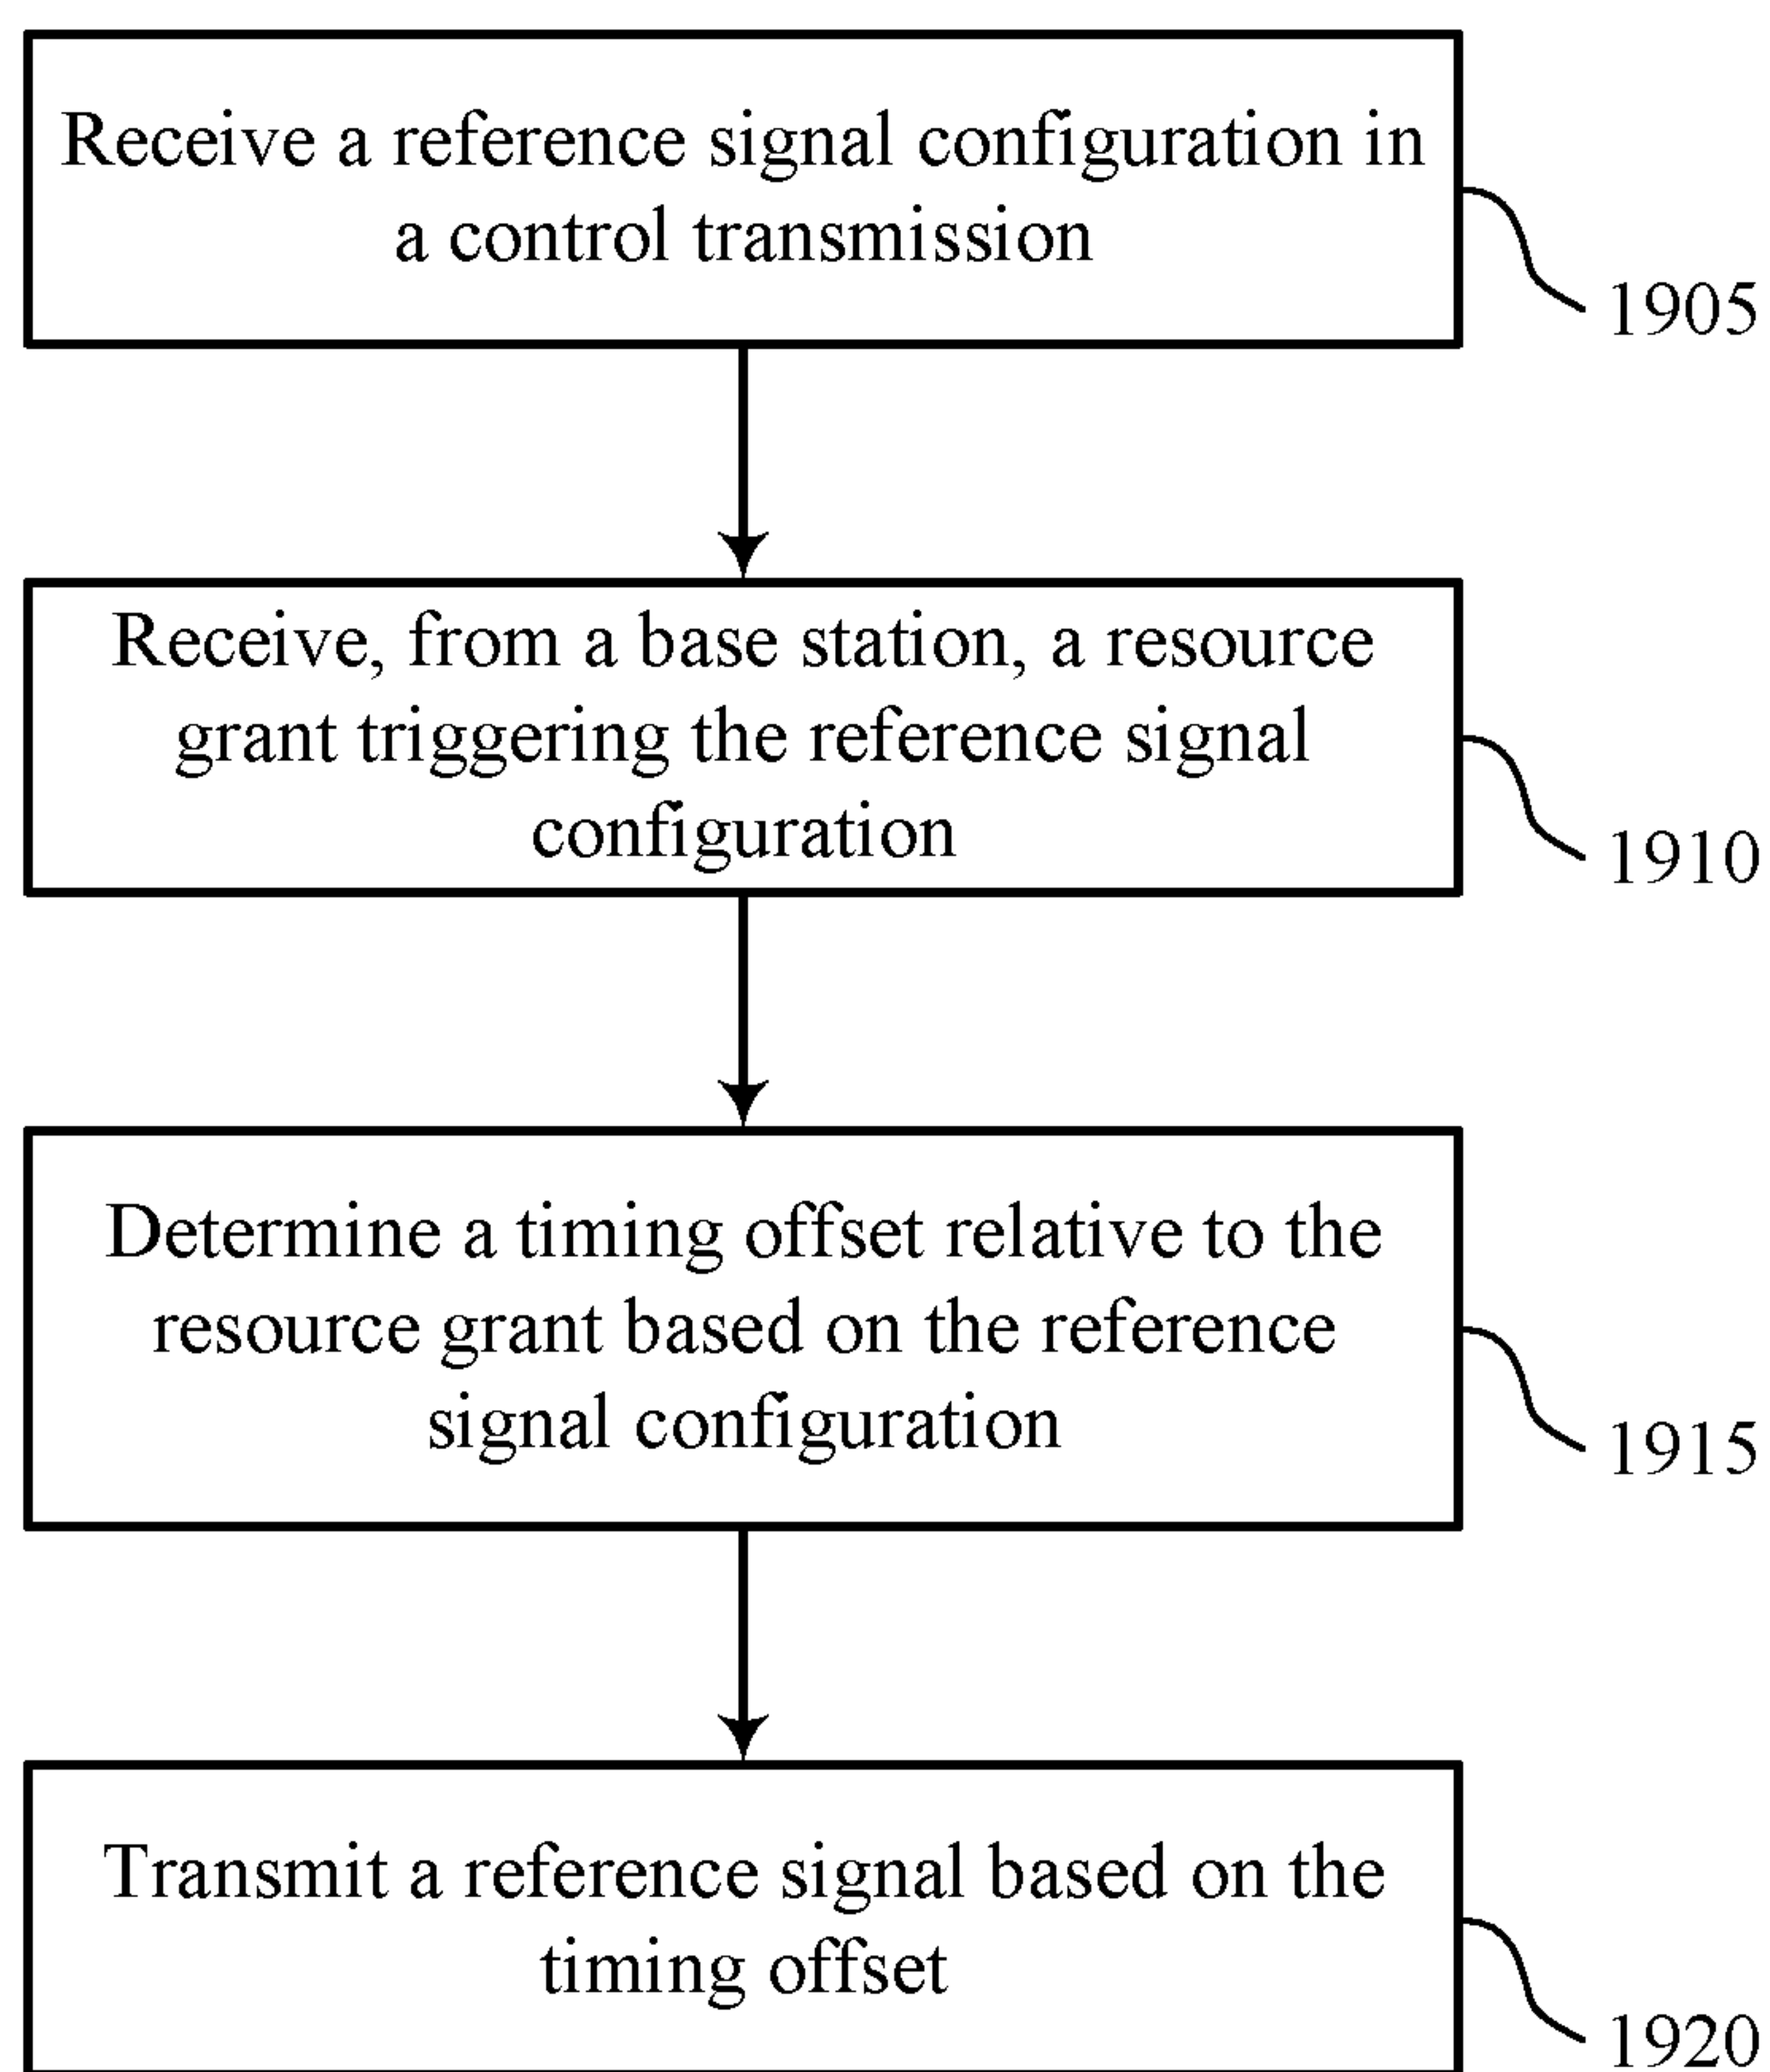 Receive a reference signal configuration in
a control transmission
1905
Receive, from a base station, a resource
grant triggering the reference signal
configuration
1910
Determine a timing offset relative to the
resource grant based on the reference
signal configuration
1915
Transmit a reference signal based on the
timing offset
1920